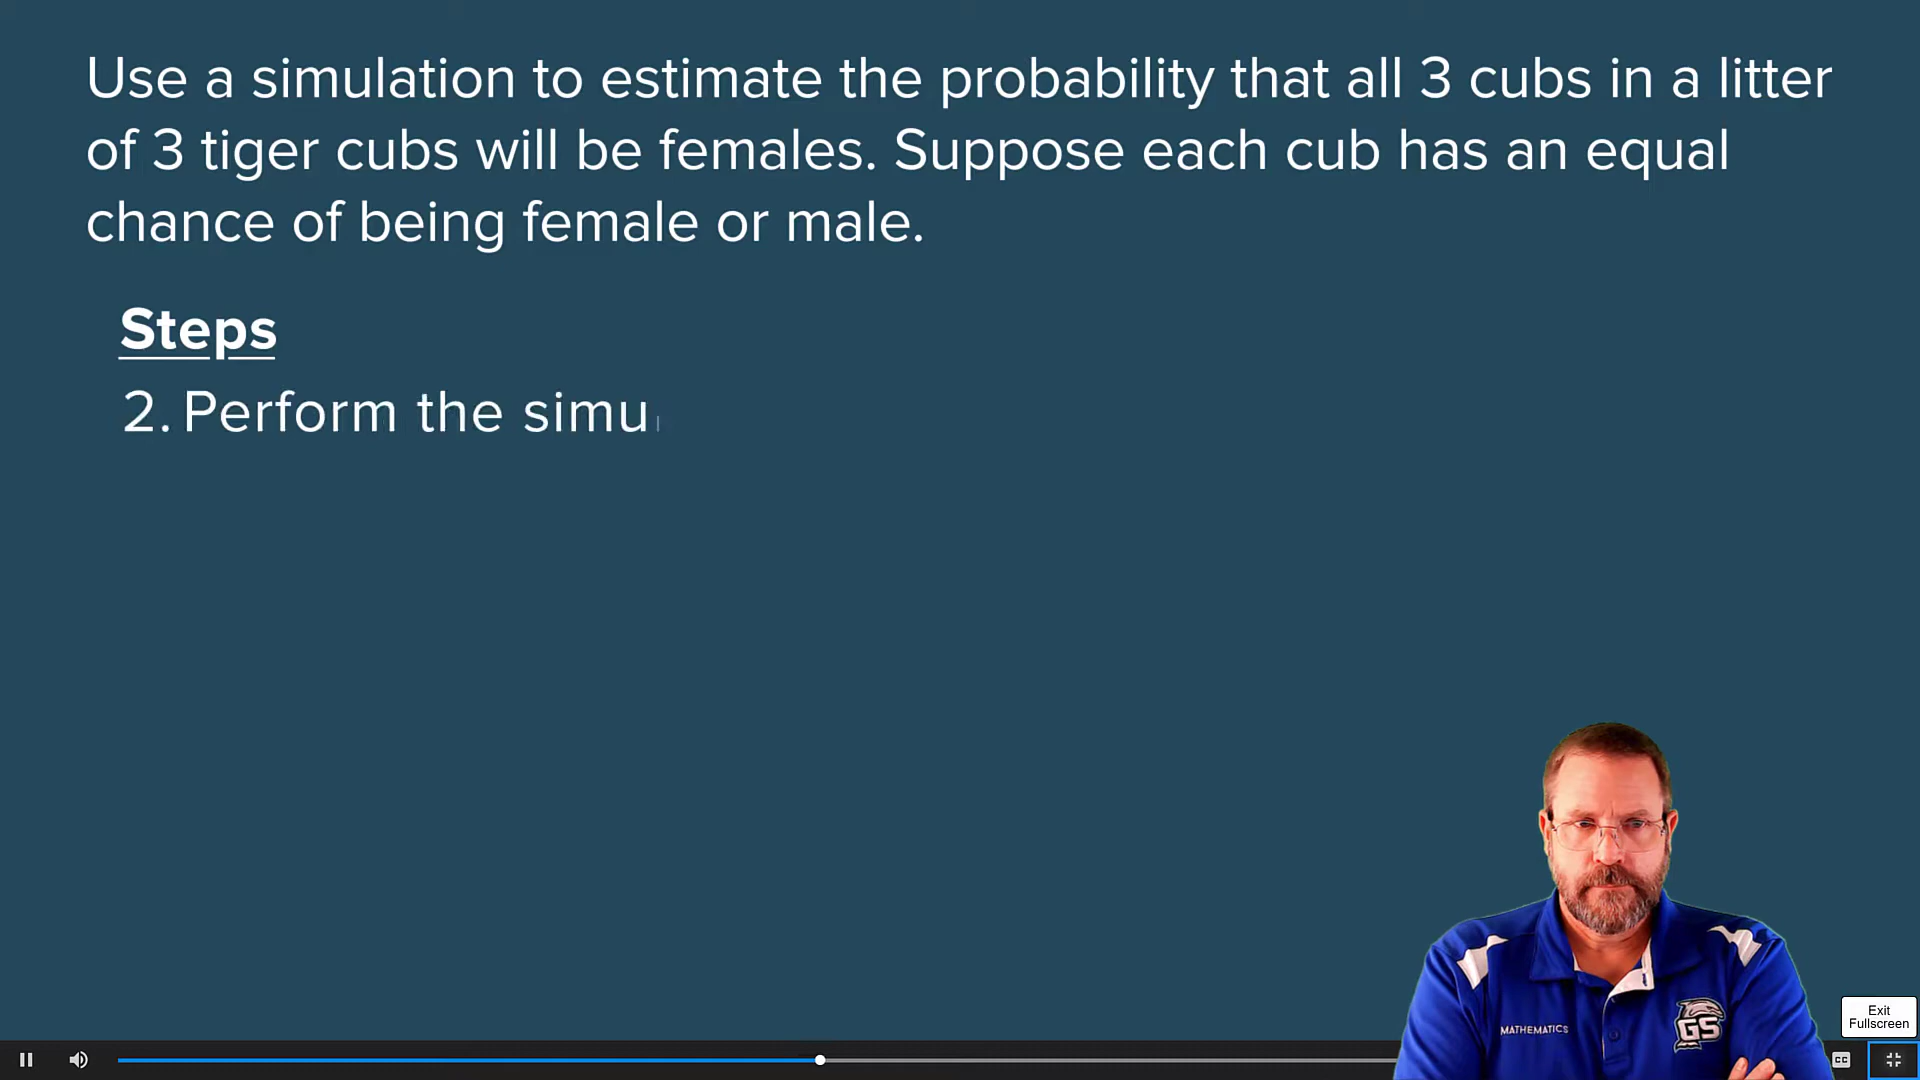 Use a simulation to estimate the probability that all 3 cubs in a litter
of 3 tiger cubs will be females. Suppose each cub has an equal
chance of being female or male.
Steps
2. Perform the simu
MATHEMATICS
GS
Exit
Fullscreen
CC